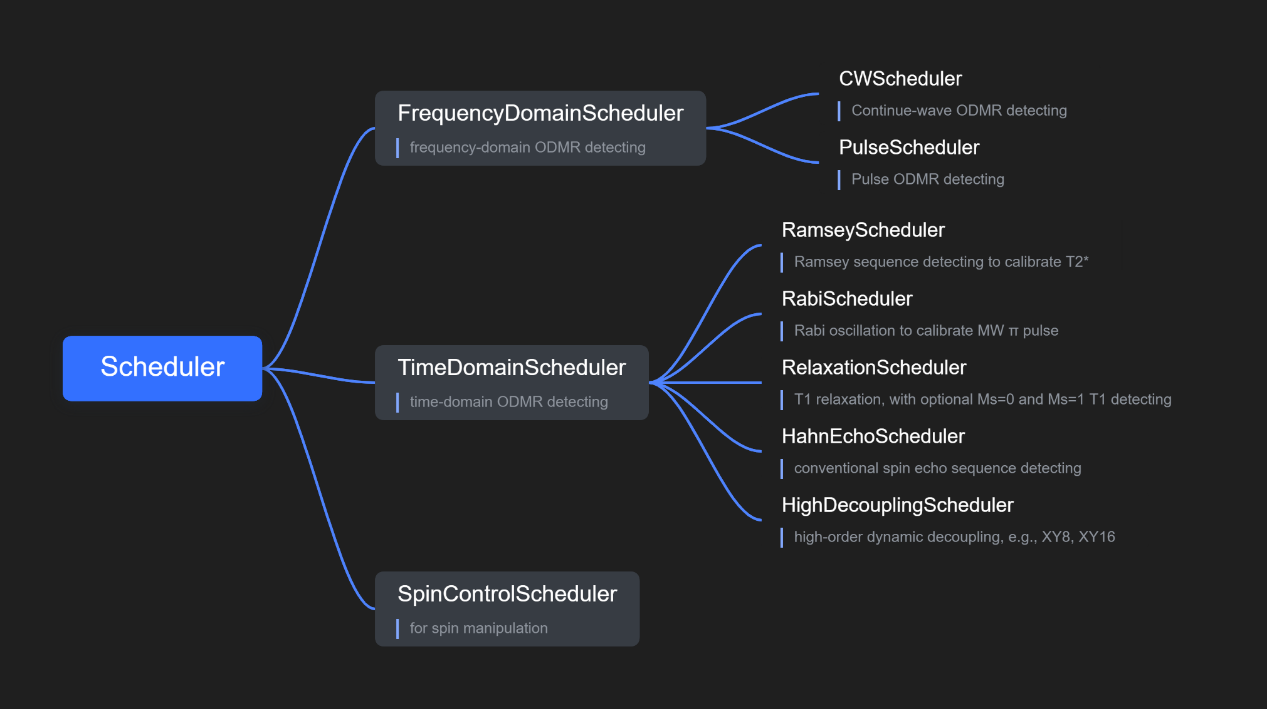 Scheduler
FrequencyDomainScheduler
frequency-domain ODMR detecting
CWScheduler
Continue-wave ODMR detecting
PulseScheduler
Pulse ODMR detecting
TimeDomainScheduler
time-domain ODMR detecting
RamseyScheduler
Ramsey sequence detecting to calibrate T2*
RabiScheduler
Rabi oscillation to calibrate MW π pulse
RelaxationScheduler
T1 relaxation, with optional Ms=0 and Ms=1 T1 detecting
HahnEchoScheduler
conventional spin echo sequence detecting
HighDecouplingScheduler
high-order dynamic decoupling, e.g., XY8, XY16
SpinControlScheduler
for spin manipulation